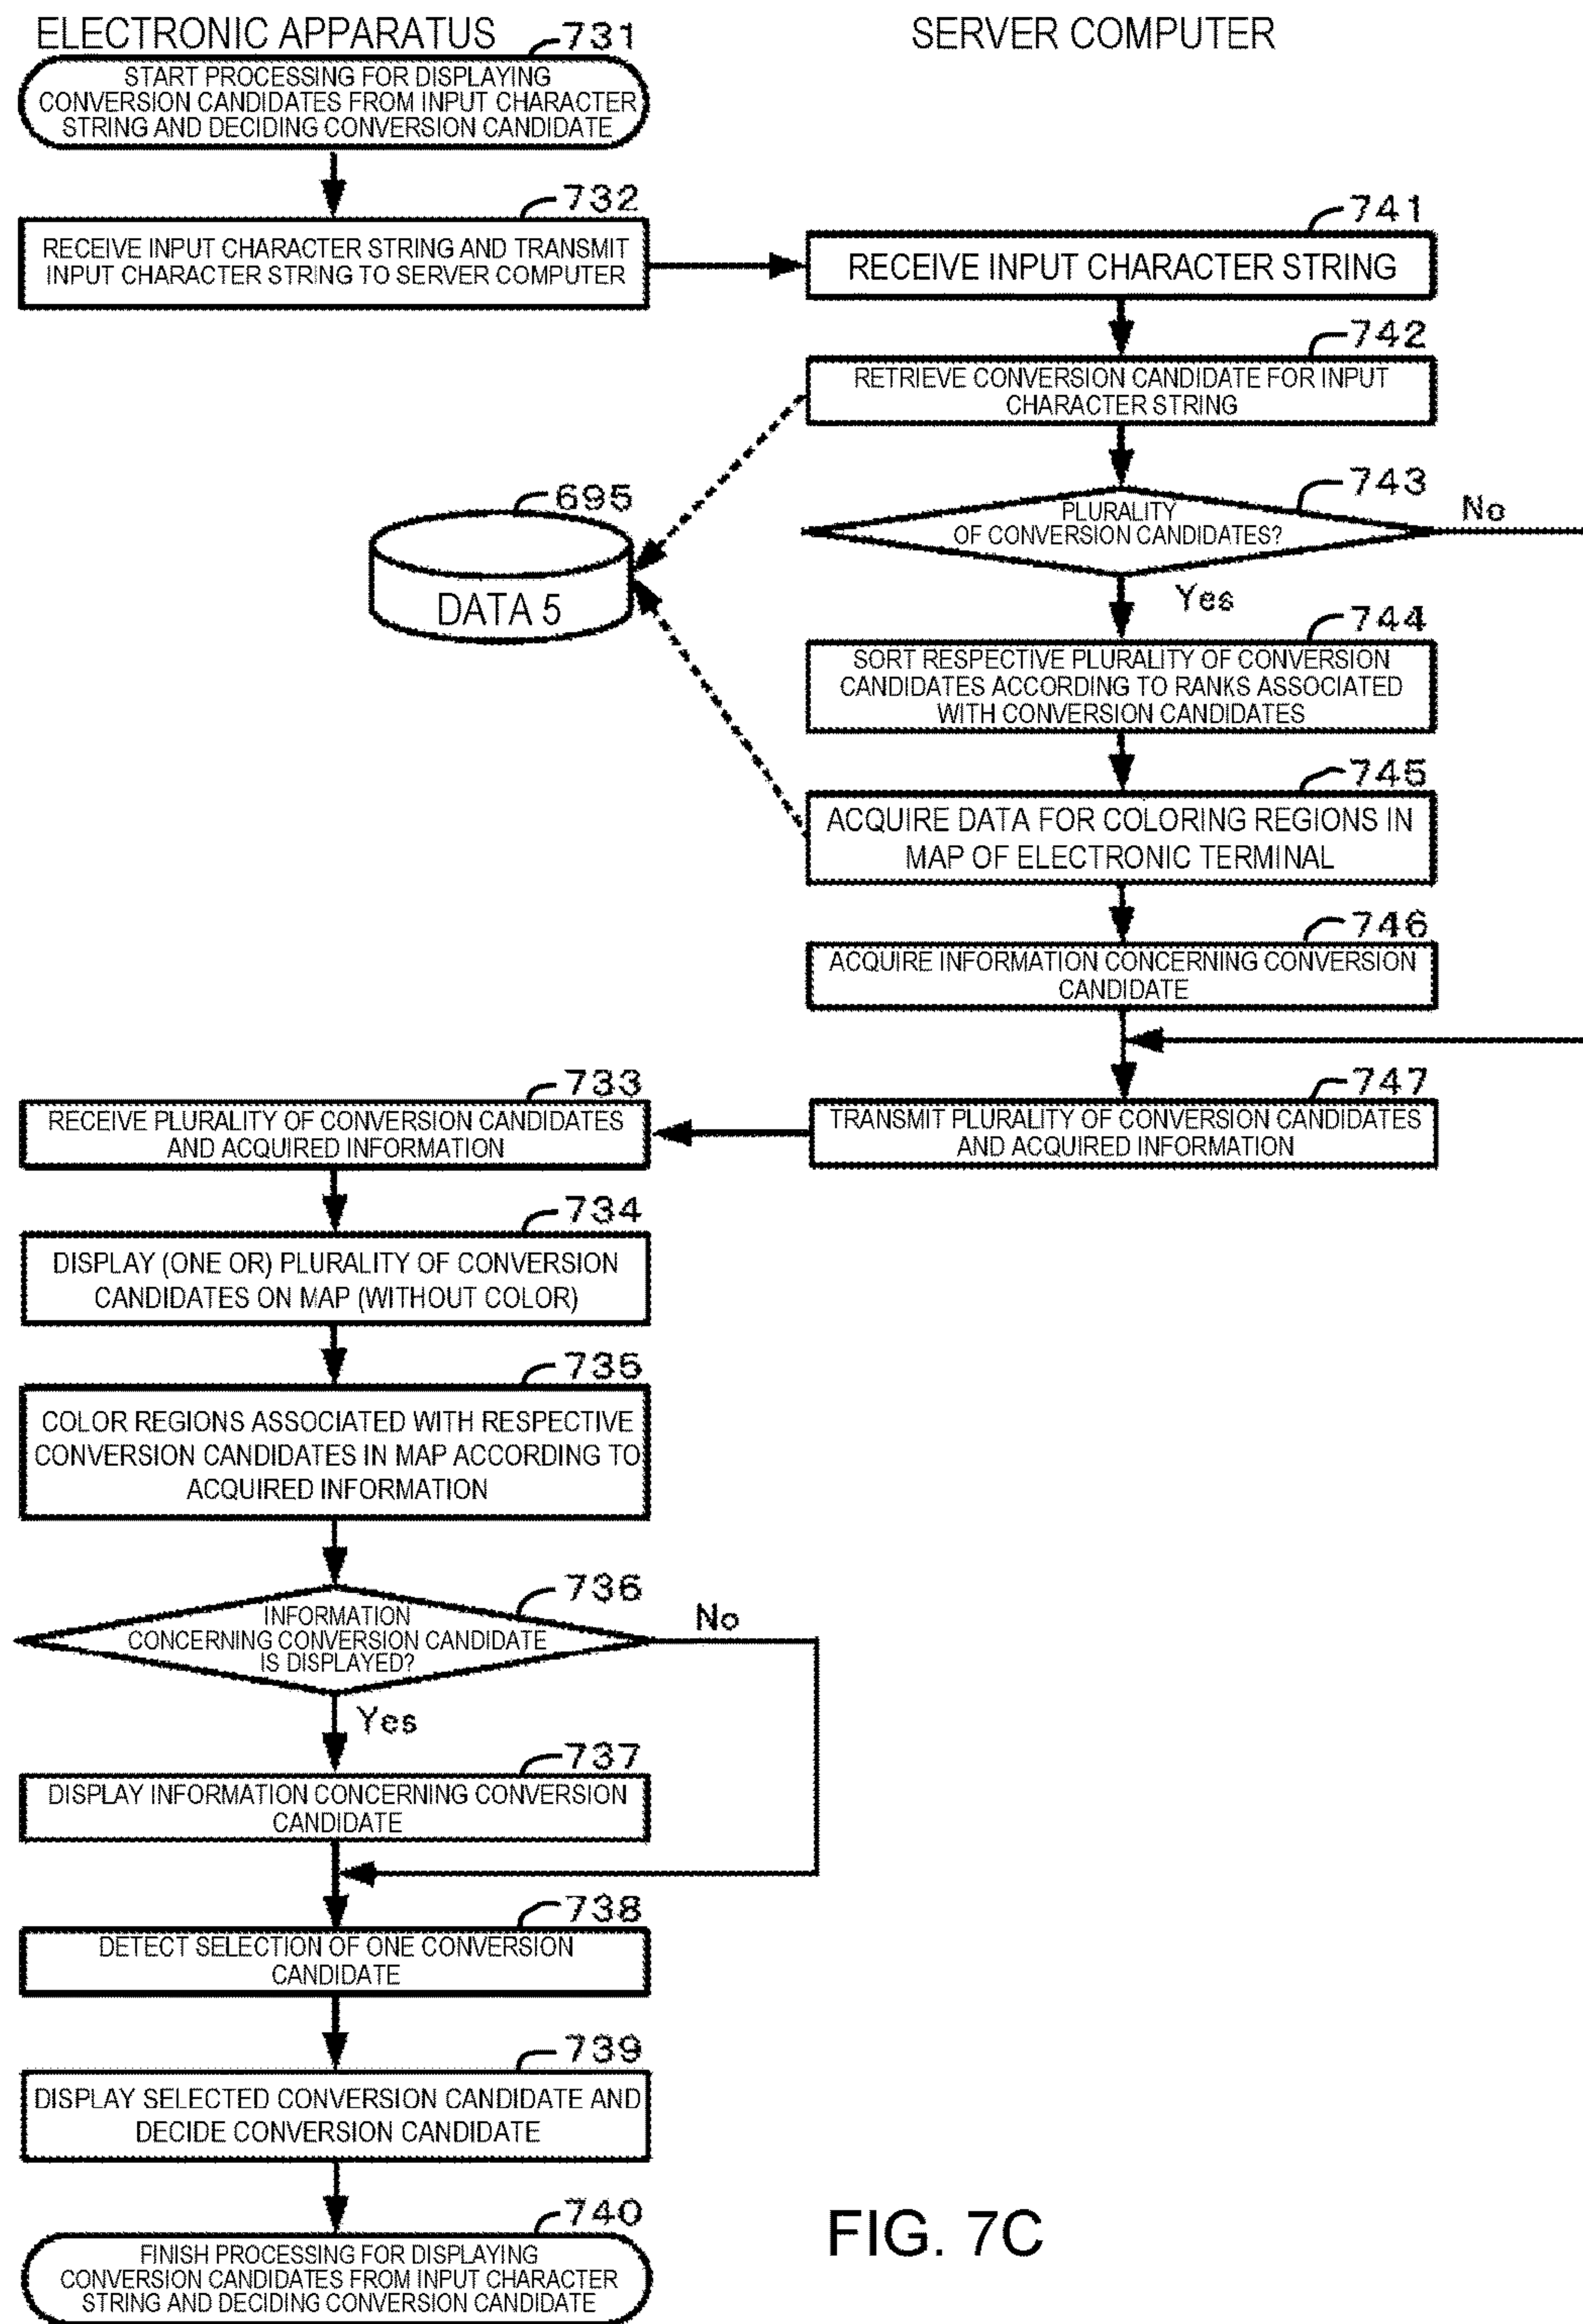 ELECTRONIC APPARATUS
SERVER COMPUTER
731
START PROCESSING FOR DISPLAYING
CONVERSION CANDIDATES FROM INPUT CHARACTER
STRING AND DECIDING CONVERSION CANDIDATE
732
RECEIVE INPUT CHARACTER STRING AND TRANSMIT
INPUT CHARACTER STRING TO SERVER COMPUTER
741
RECEIVE INPUT CHARACTER STRING
742
RETRIEVE CONVERSION CANDIDATE FOR INPUT
CHARACTER STRING
695
DATA 5
743
PLURALITY
OF CONVERSION CANDIDATES?
No
Yes
744
SORT RESPECTIVE PLURALITY OF CONVERSION
CANDIDATES ACCORDING TO RANKS ASSOCIATED
WITH CONVERSION CANDIDATES
745
ACQUIRE DATA FOR COLORING REGIONS IN
MAP OF ELECTRONIC TERMINAL
746
ACQUIRE INFORMATION CONCERNING CONVERSION
CANDIDATE
747
TRANSMIT PLURALITY OF CONVERSION CANDIDATES
AND ACQUIRED INFORMATION
733
RECEIVE PLURALITY OF CONVERSION CANDIDATES
AND ACQUIRED INFORMATION
734
DISPLAY (ONE OR) PLURALITY OF CONVERSION
CANDIDATES ON MAP (WITHOUT COLOR)
735
COLOR REGIONS ASSOCIATED WITH RESPECTIVE
CONVERSION CANDIDATES IN MAP ACCORDING TO
ACQUIRED INFORMATION
736
INFORMATION
CONCERNING CONVERSION CANDIDATE
IS DISPLAYED?
No
Yes
737
DISPLAY INFORMATION CONCERNING CONVERSION
CANDIDATE
738
DETECT SELECTION OF ONE CONVERSION
CANDIDATE
739
DISPLAY SELECTED CONVERSION CANDIDATE AND
DECIDE CONVERSION CANDIDATE
740
FINISH PROCESSING FOR DISPLAYING
CONVERSION CANDIDATES FROM INPUT CHARACTER
STRING AND DECIDING CONVERSION CANDIDATE
FIG. 7C